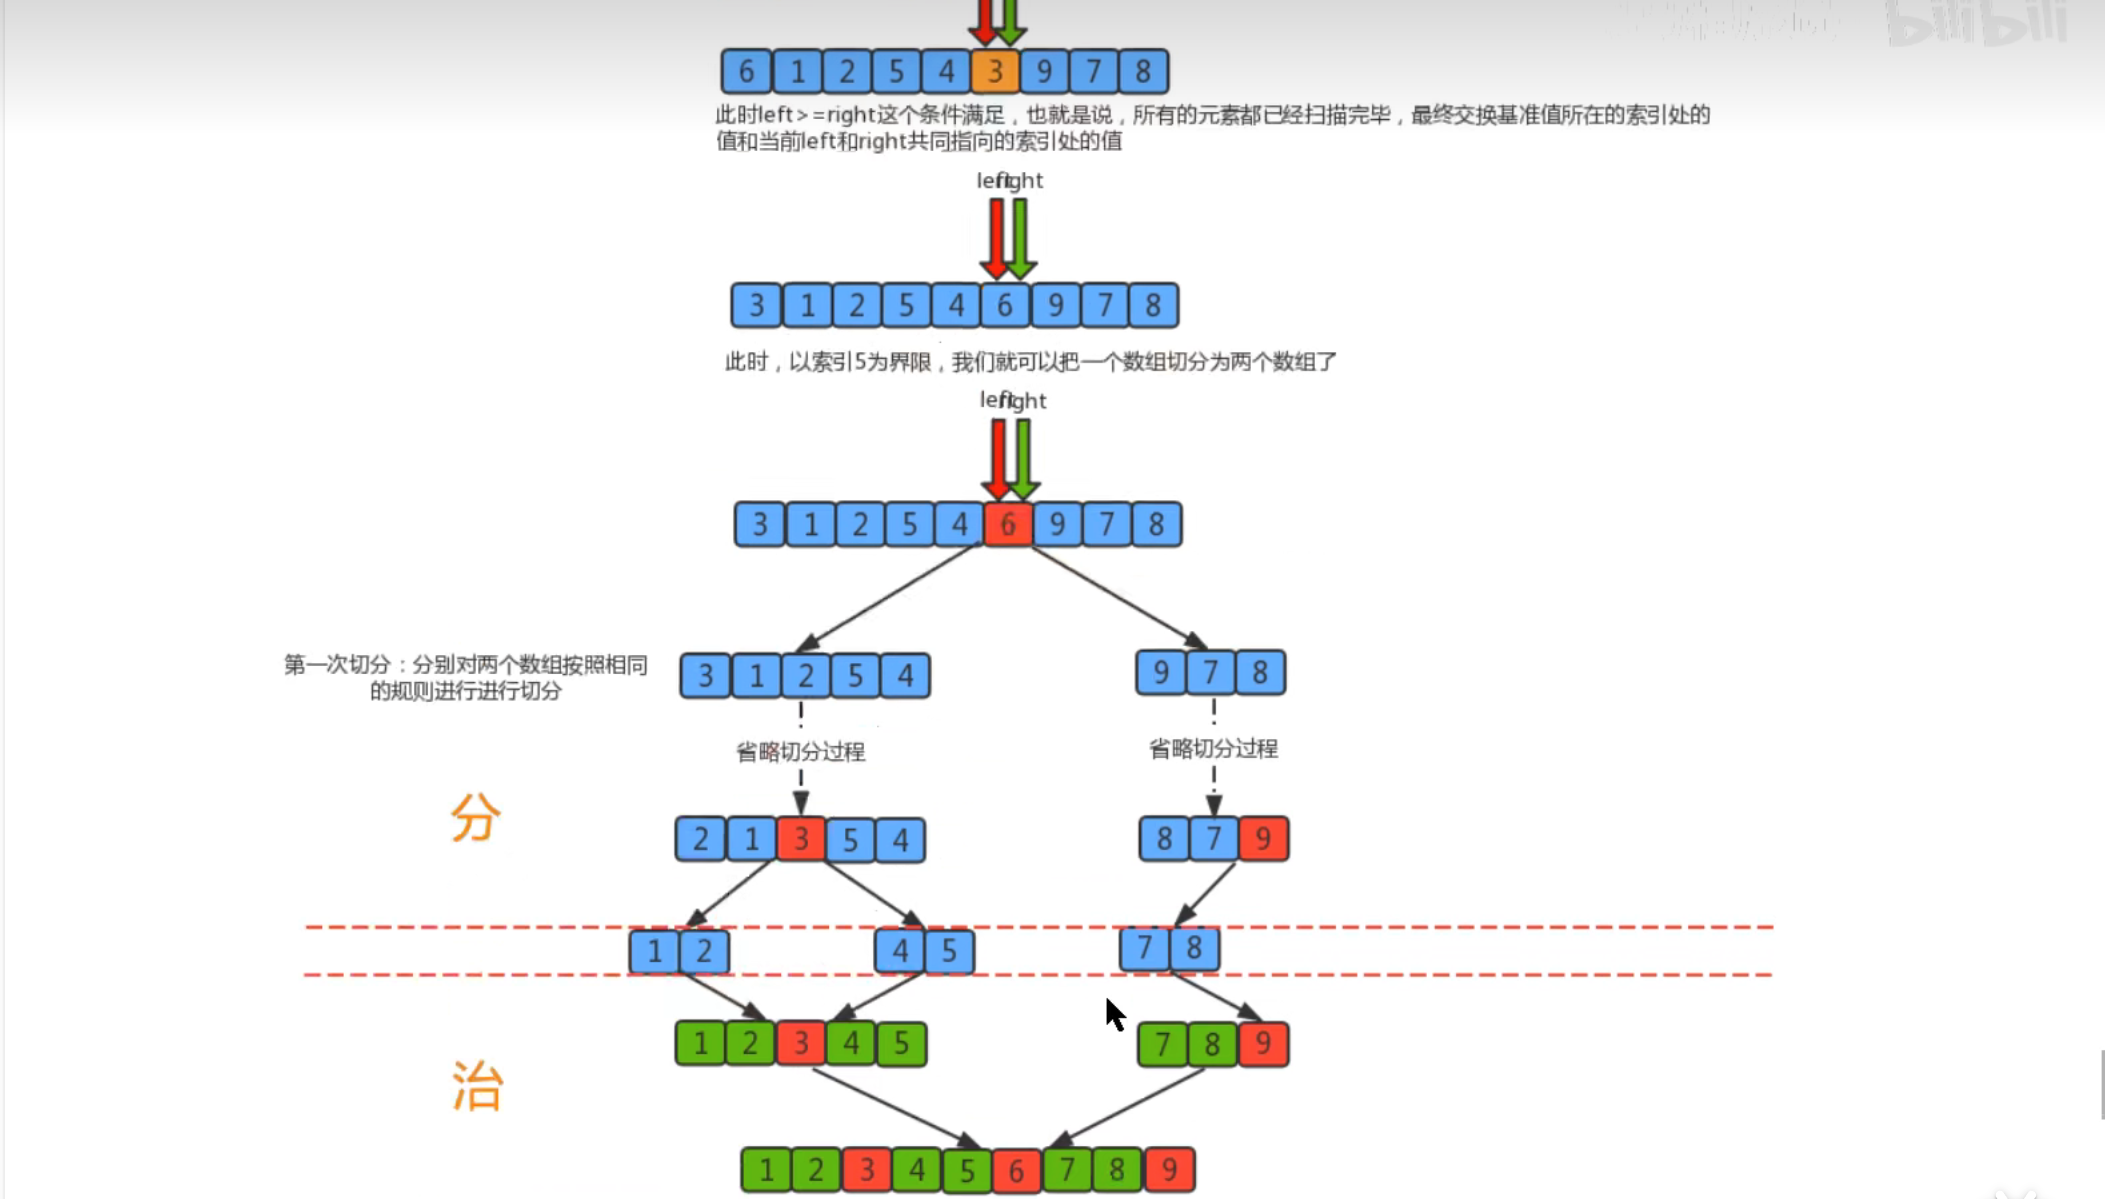 bilibili
6 1 2 5 4 3 9 7 8
此时left>=right这个条件满足，也就是说，所有的元素都已经扫描完毕，最终交换基准值所在的索引处的
值和当前left和right共同指向的索引处的值
left right
3 1 2 5 4 6 9 7 8
此时，以索引5为界限，我们就可以把一个数组切分为两个数组了
left right
3 1 2 5 4 6 9 7 8
第一次切分：分别对两个数组按照相同
的规则进行进行切分
3 1 2 5 4
9 7 8
省略切分过程
省略切分过程
分
2 1 3 5 4
8 7 9
1 2
4 5
7 8
1 2 3 4 5
7 8 9
治
1 2 3 4 5 6 7 8 9